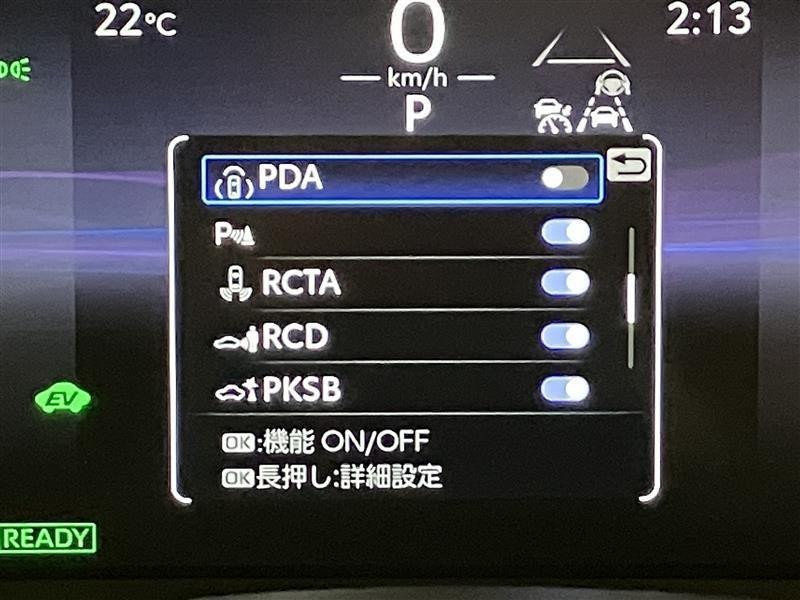 22℃
0
2:13
km/h
P
PDA
P
RCTA
RCD
PKSB
OK:機能 ON/OFF
OK長押し:詳細設定
EV
READY